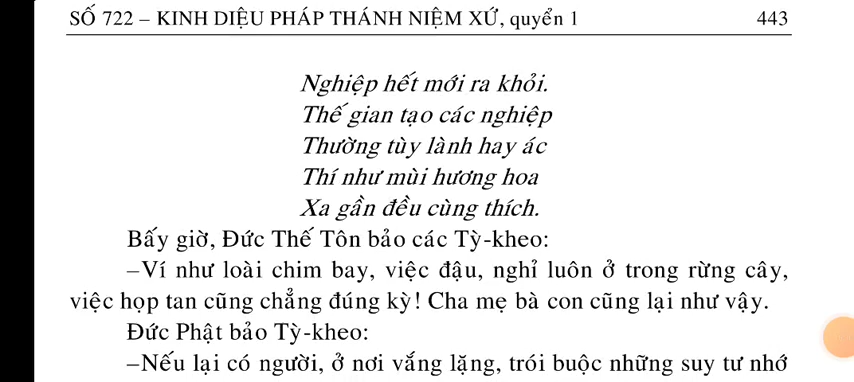 SỐ 722 – KINH DIỆU PHÁP THÁNH NIỆM XỨ, quyển 1 443
Nghiệp hết mới ra khỏi.
Thế gian tạo các nghiệp
Thường tùy lành hay ác
Thí như mùi hương hoa
Xa gần đều cùng thích.
Bấy giờ, Đức Thế Tôn bảo các Tỳ-kheo:
–Ví như loài chim bay, việc đậu, nghỉ luôn ở trong rừng cây,
việc họp tan cũng chẳng đúng kỳ! Cha mẹ bà con cũng lại như vậy.
Đức Phật bảo Tỳ-kheo:
–Nếu lại có người, ở nơi vắng lặng, trói buộc những suy tư nhớ